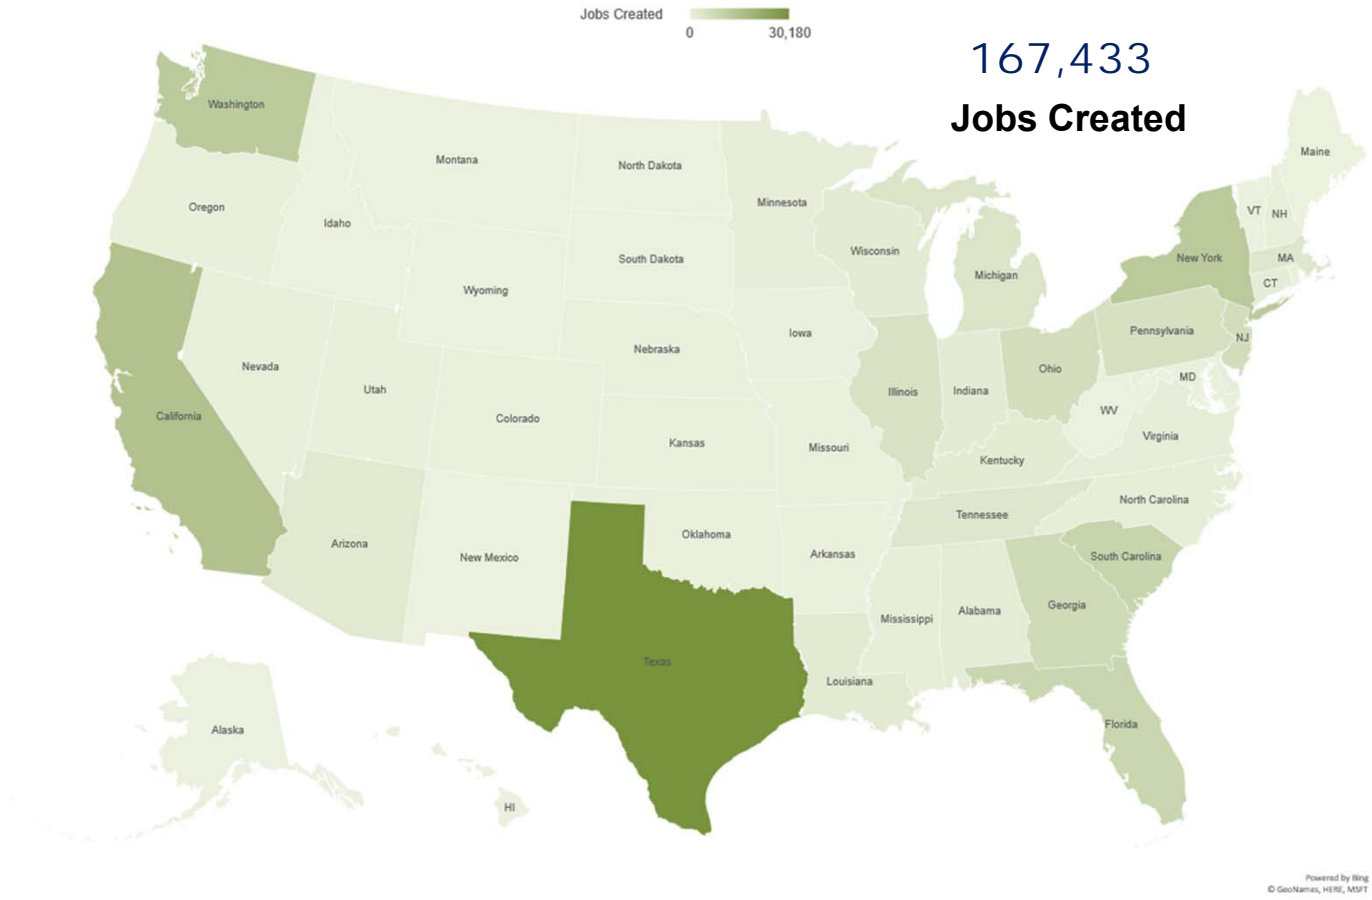 Jobs Created
0 30,180
167,433
Jobs Created
Washington
Montana
North Dakota
Minnesota
Maine
Oregon
Idaho
VT
NH
Wisconsin
South Dakota
New York
MA
Michigan
CT
Wyoming
Pennsylvania
Iowa
NJ
Nebraska
Nevada
Ohio
MD
Utah
Illinois
Indiana
California
Colorado
WV
Virginia
Kansas
Missouri
Kentucky
North Carolina
Tennessee
Oklahoma
Arizona
New Mexico
Arkansas
South Carolina
Georgia
Alabama
Mississippi
Texas
Louisiana
Florida
Alaska
HI
Powered by Bing
© GeoNames, HERE, MSFT